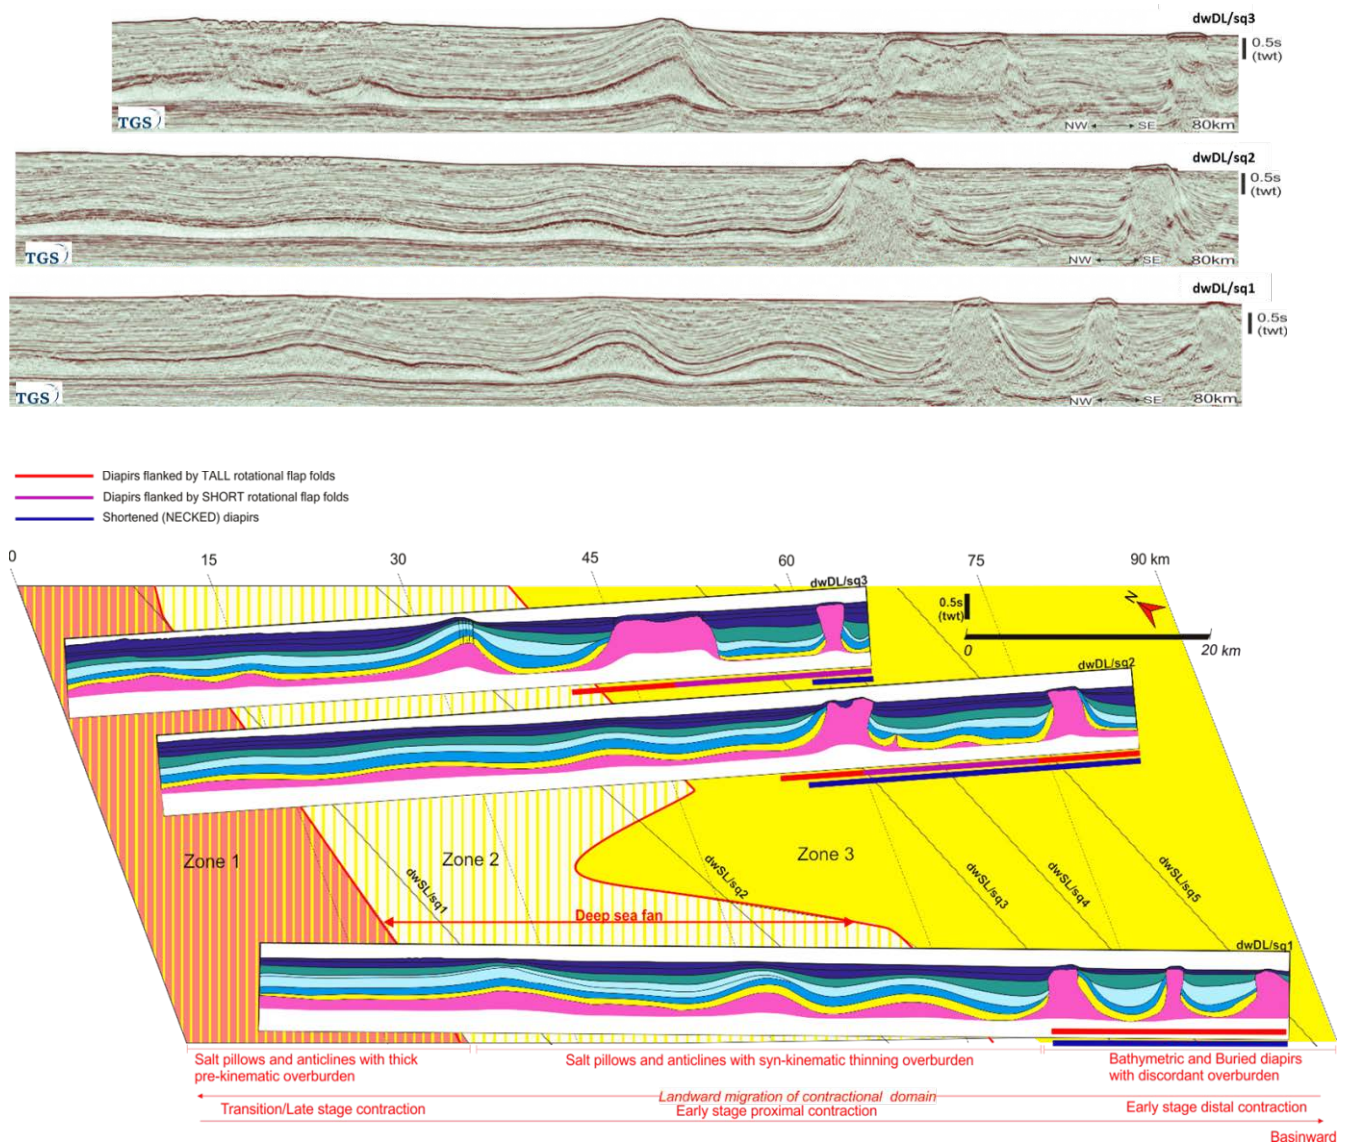 dwDL/sq3
0.5s
(twt)
TGS
NW SE 80km
dwDL/sq2
0.5s
(twt)
TGS
NW SE 80km
dwDL/sq1
0.5s
(twt)
TGS
NW SE 80km
Diapirs flanked by TALL rotational flap folds
Diapirs flanked by SHORT rotational flap folds
Shortened (NECKED) diapirs
0 15 30 45 60 75 90 km
dwDL/sq3
0.5s
(twt)
N
0 20 km
dwDL/sq2
Zone 1
Zone 2
Zone 3
dwSL/sq1
dwSL/sq2
dwSL/sq3
dwSL/sq4
dwSL/sq5
Deep sea fan
dwDL/sq1
Salt pillows and anticlines with thick
pre-kinematic overburden
Salt pillows and anticlines with syn-kinematic thinning overburden
Bathymetric and Buried diapirs
with discordant overburden
Landward migration of contractional domain
Transition/Late stage contraction
Early stage proximal contraction
Early stage distal contraction
Basinward